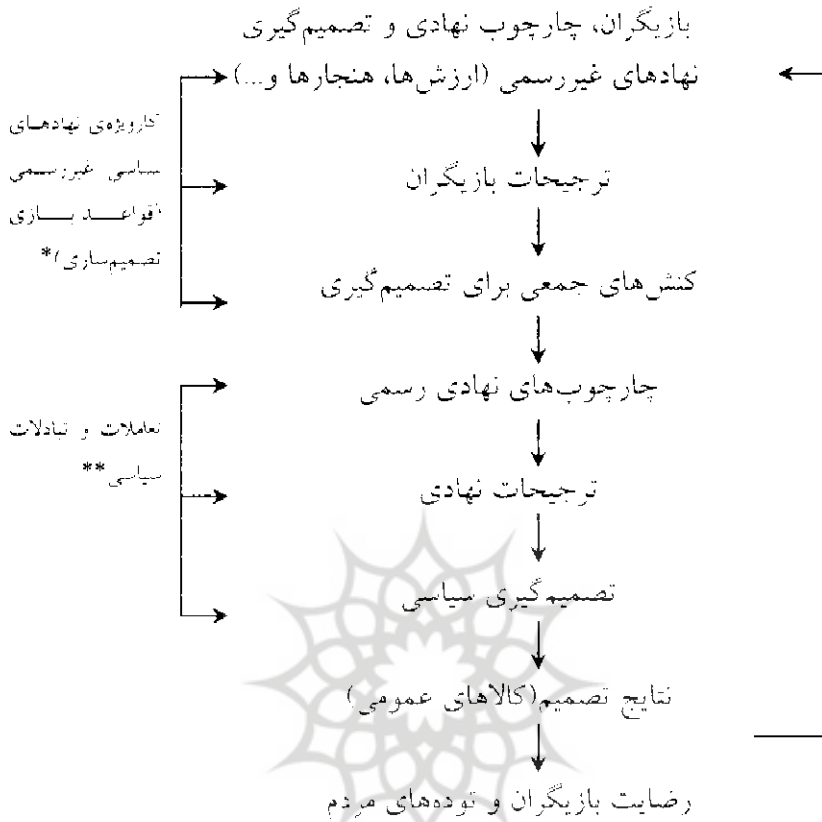 بازیگران، چارچوب نهادی و تصمیم‌گیری
نهادهای غیررسمی (ارزش‌ها، هنجارها و...)
کارویژه‌ی نهادهای
سیاسی غیررسمی
(قواعد بازی
تصمیم‌سازی)*
ترجیحات بازیگران
کنش‌های جمعی برای تصمیم‌گیری
چارچوب‌های نهادی رسمی
تعاملات و تبادلات
سیاسی**
ترجیحات نهادی
تصمیم‌گیری سیاسی
نتایج تصمیم(کالاهای عمومی)
رضایت بازیگران و توده‌های مردم